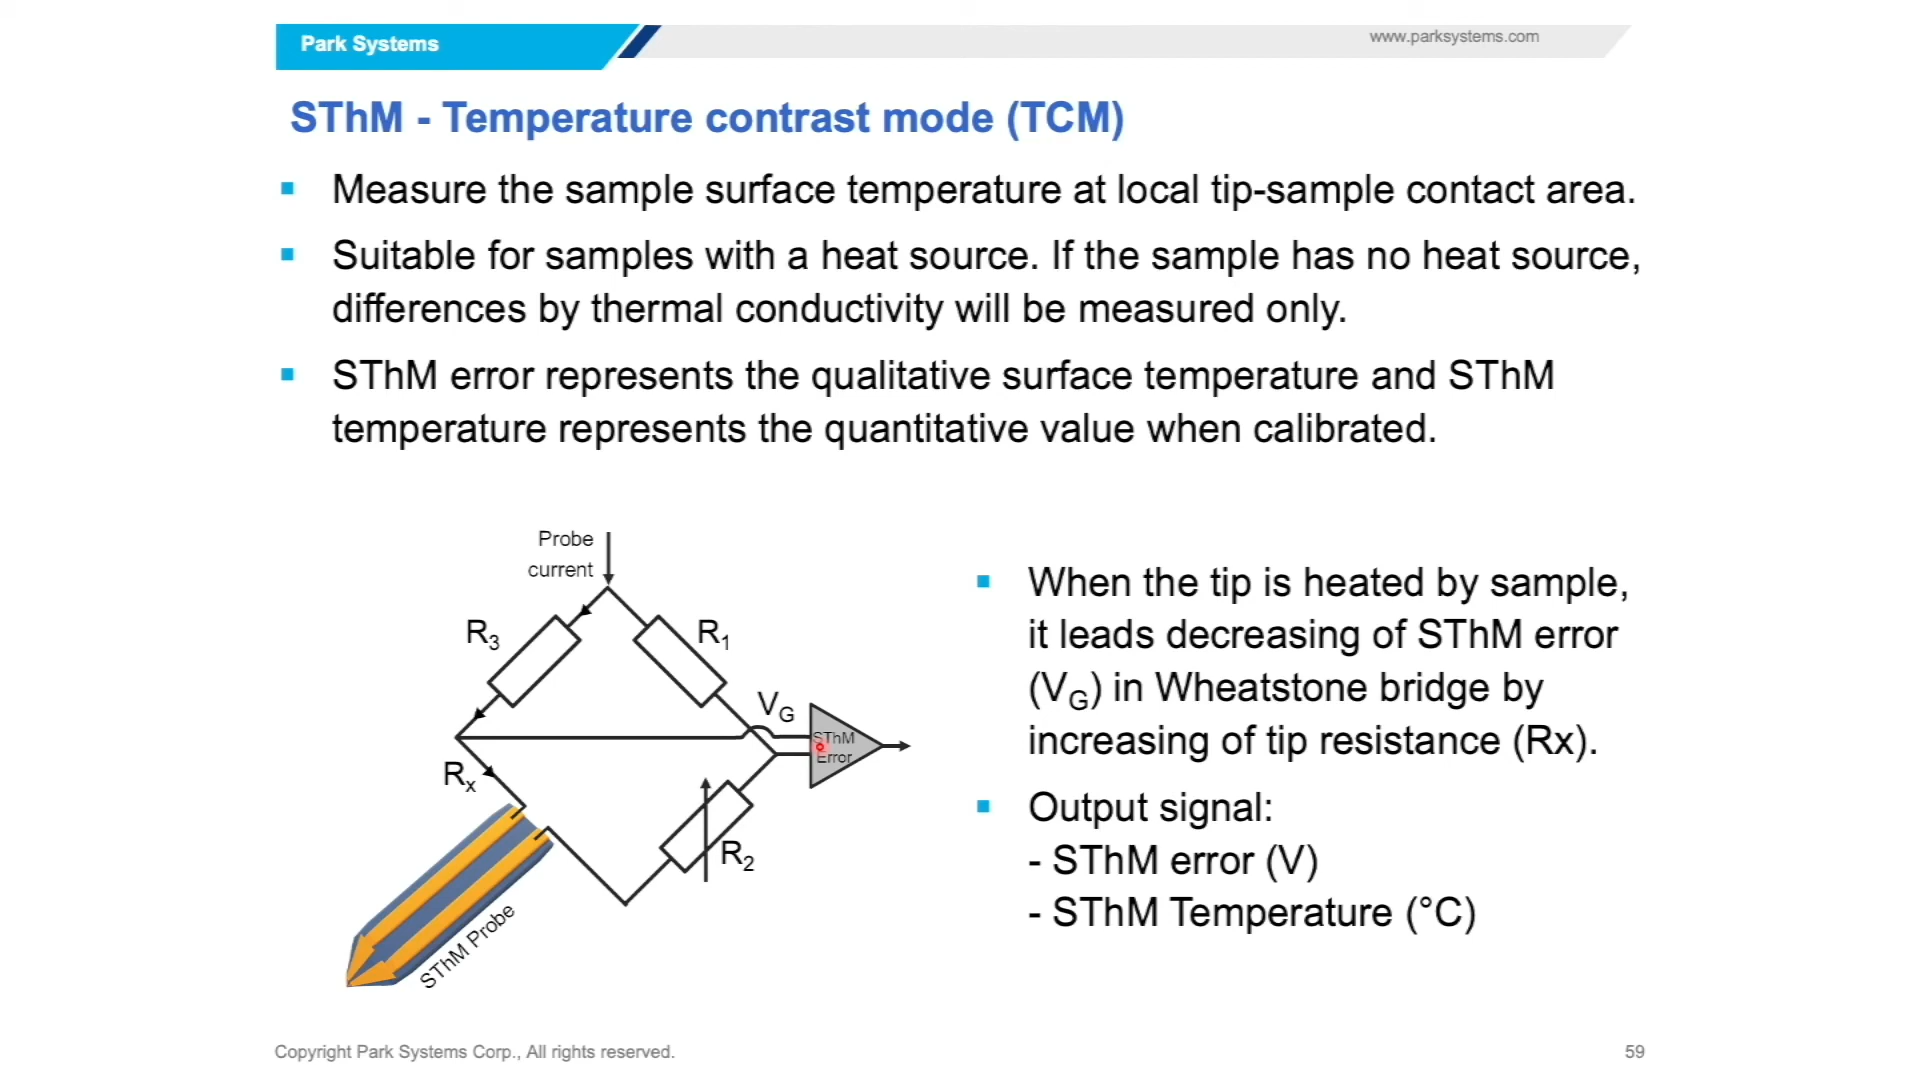 Park Systems
www.parksystems.com
SThM - Temperature contrast mode (TCM)
Measure the sample surface temperature at local tip-sample contact area.
Suitable for samples with a heat source. If the sample has no heat source,
differences by thermal conductivity will be measured only.
SThM error represents the qualitative surface temperature and SThM
temperature represents the quantitative value when calibrated.
Probe
current
R3
R1
VG
SThM
Error
Rx
R2
SThM Probe
When the tip is heated by sample,
it leads decreasing of SThM error
(VG) in Wheatstone bridge by
increasing of tip resistance (Rx).
Output signal:
- SThM error (V)
- SThM Temperature (°C)
Copyright Park Systems Corp., All rights reserved.
59